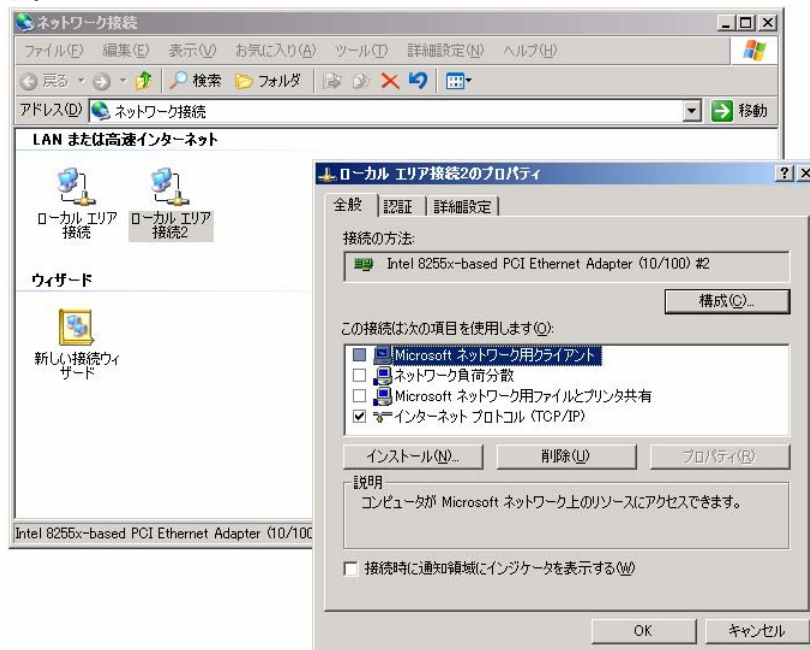 ネットワーク接続
ファイル(F) 編集(E) 表示(V) お気に入り(A) ツール(T) 詳細設定(N) ヘルプ(H)
戻る 検索 フォルダ
アドレス(D) ネットワーク接続 移動
LAN または高速インターネット
ローカル エリア
接続
ローカル エリア
接続2
ウィザード
新しい接続ウィ
ザード
Intel 8255x-based PCI Ethernet Adapter (10/100
ローカル エリア接続2のプロパティ
全般 認証 詳細設定
接続の方法:
Intel 8255x-based PCI Ethernet Adapter (10/100) #2
構成(C)...
この接続は次の項目を使用します(O):
Microsoft ネットワーク用クライアント
ネットワーク負荷分散
Microsoft ネットワーク用ファイルとプリンタ共有
インターネット プロトコル (TCP/IP)
インストール(N)... 削除(U) プロパティ(R)
説明
コンピュータが Microsoft ネットワーク上のリソースにアクセスできます。
接続時に通知領域にインジケータを表示する(W)
OK キャンセル